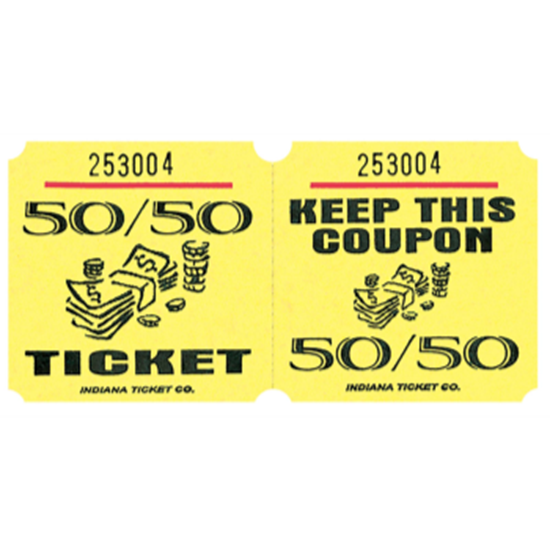 253004
50/50
TICKET
INDIANA TICKET CO.
253004
KEEP THIS
COUPON
50/50
INDIANA TICKET CO.